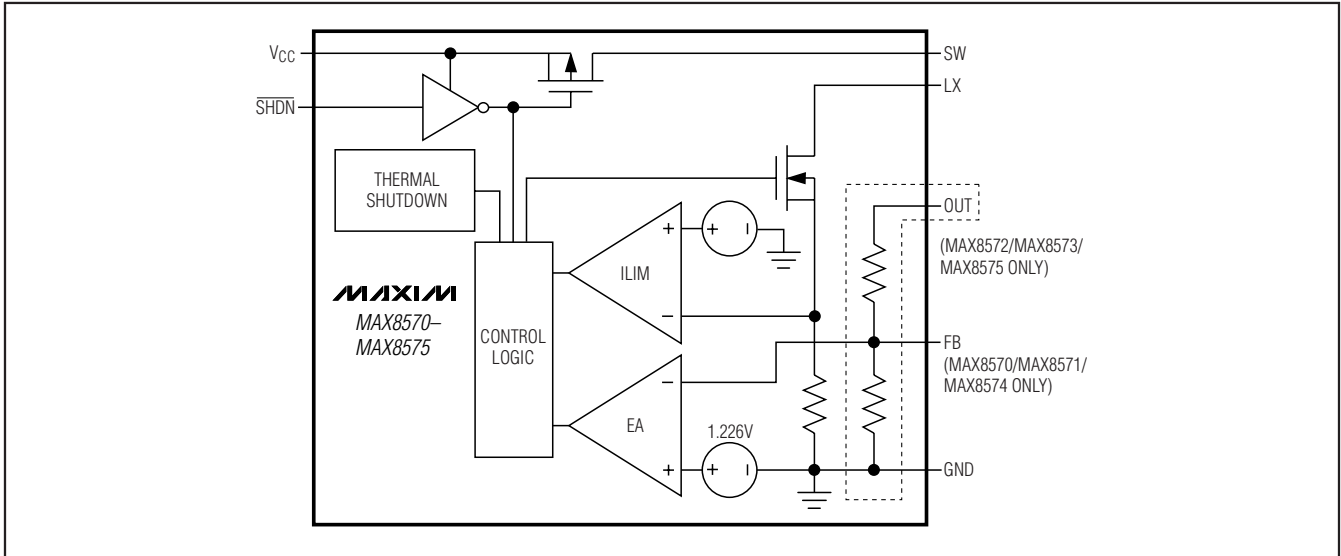 VCC
SW
LX
SHDN
THERMAL
SHUTDOWN
OUT
(MAX8572/MAX8573/
MAX8575 ONLY)
+
+
ILIM
−
MAXIM
MAX8570–
MAX8575
CONTROL
LOGIC
FB
(MAX8570/MAX8571/
MAX8574 ONLY)
−
EA
1.226V
+
+
GND